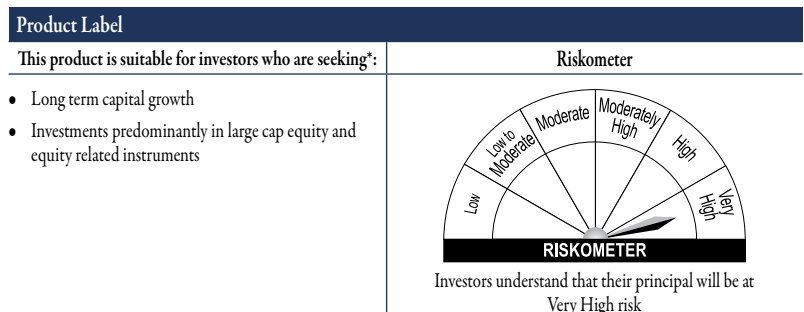 Product Label
This product is suitable for investors who are seeking*:
Riskometer
• Long term capital growth
• Investments predominantly in large cap equity and
equity related instruments
Low
Low to
Moderate
Moderate
Moderately
High
High
Very
High
RISKOMETER
Investors understand that their principal will be at
Very High risk